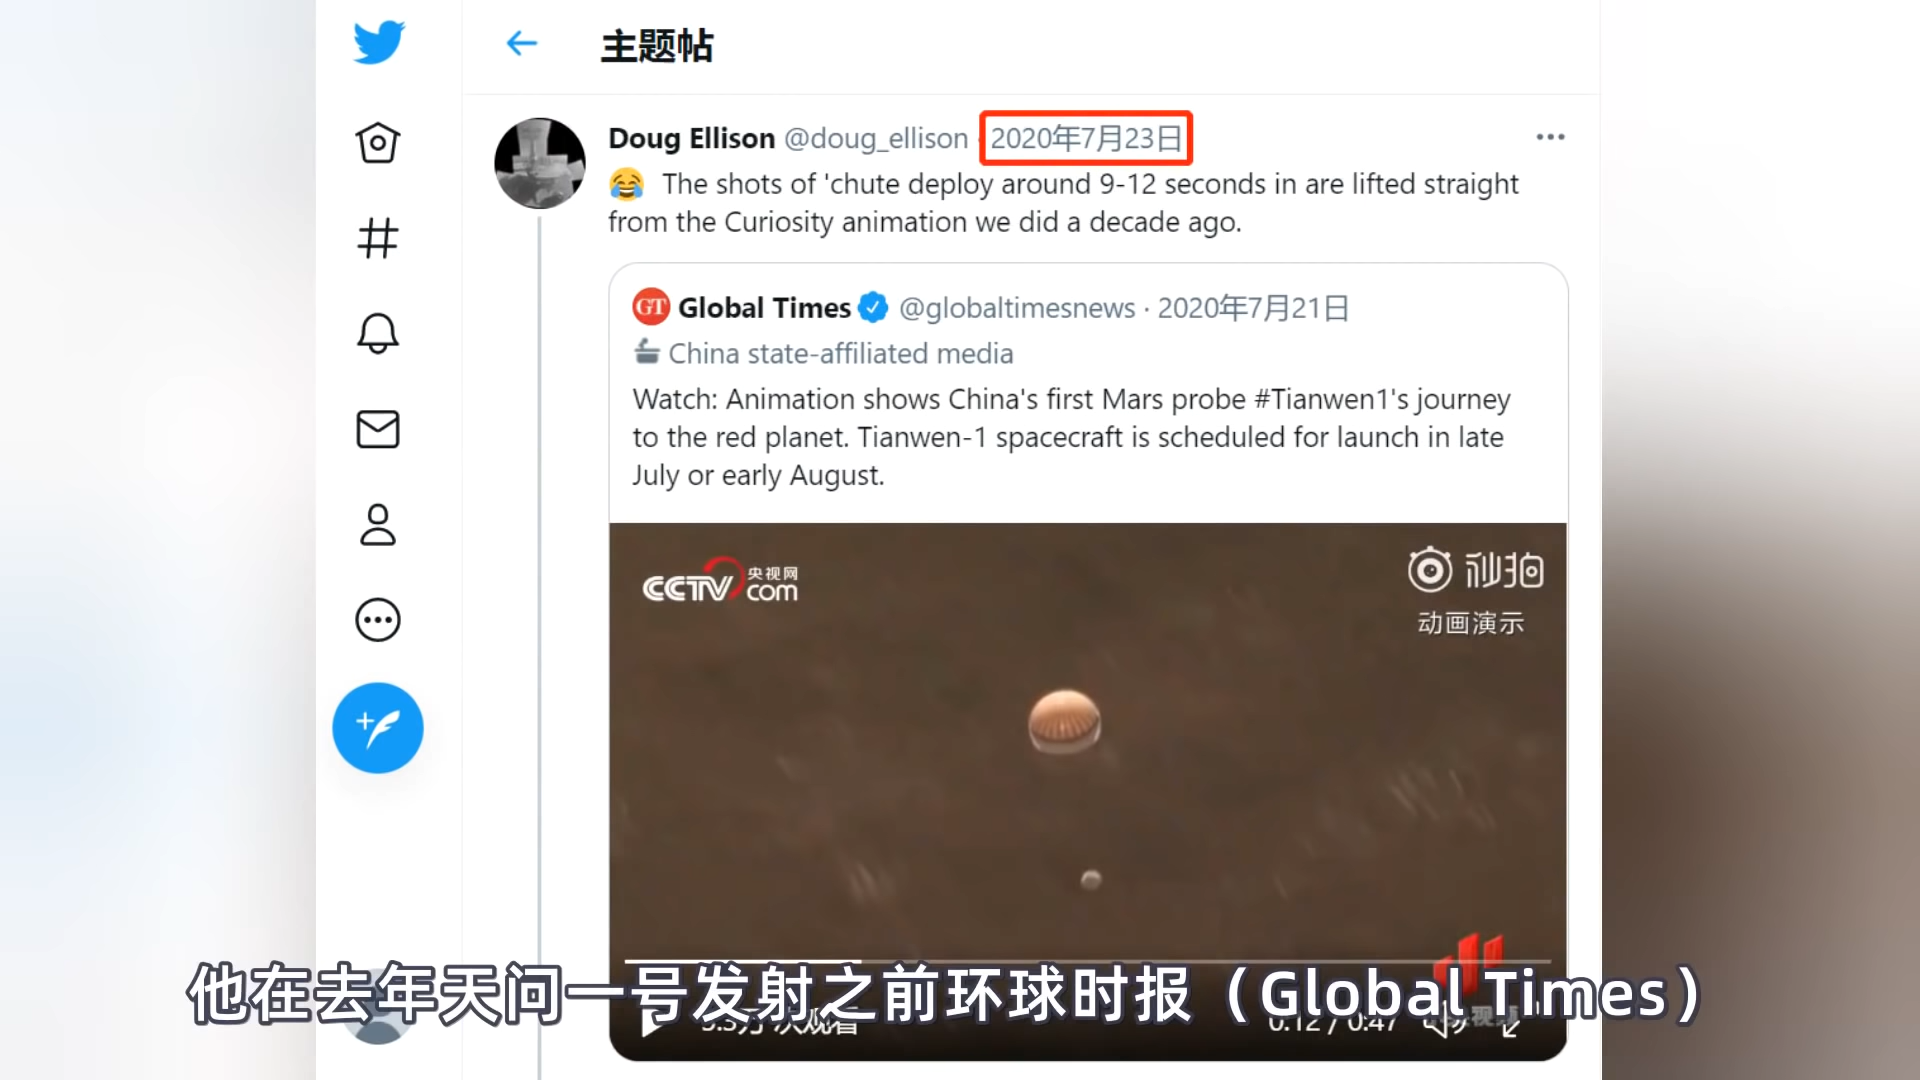 主题帖
Doug Ellison @doug_ellison · 2020年7月23日
😂 The shots of 'chute deploy around 9-12 seconds in are lifted straight
from the Curiosity animation we did a decade ago.
GT Global Times @globaltimesnews · 2020年7月21日
China state-affiliated media
Watch: Animation shows China's first Mars probe #Tianwen1's journey
to the red planet. Tianwen-1 spacecraft is scheduled for launch in late
July or early August.
CCTV.com 央视网
秒拍
动画演示
他在去年天问一号发射之前环球时报（Global Times）
0:12 / 0:47